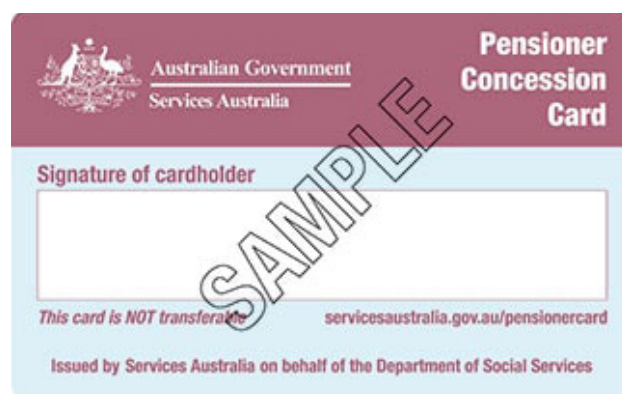 Australian Government
Services Australia
Pensioner
Concession
Card
Signature of cardholder
SAMPLE
This card is NOT transferable
servicesaustralia.gov.au/pensionercard
Issued by Services Australia on behalf of the Department of Social Services